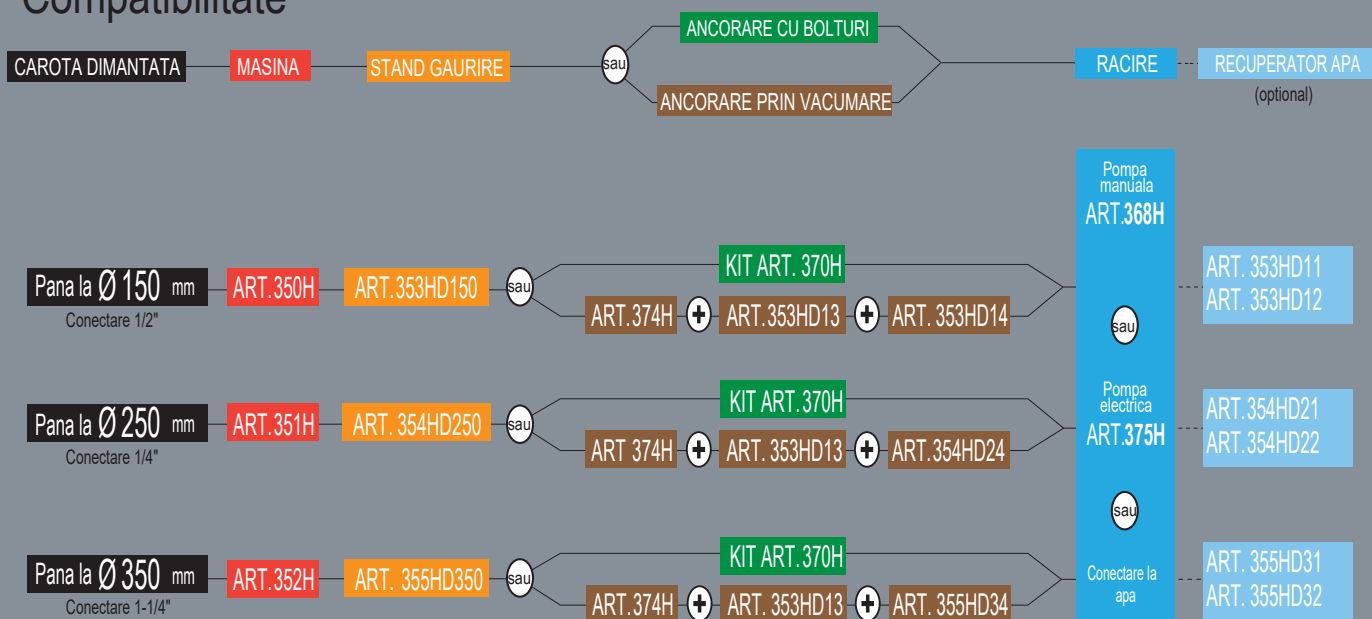 Compatibilitate
ANCORARE CU BOLTURI
CAROTA DIMANTATA
MASINA
STAND GAURIRE
sau
ANCORARE PRIN VACUMARE
RACIRE
RECUPERATOR APA
(optional)
Pompa
manuala
ART.368H
sau
Pompa
electrica
ART.375H
sau
Conectare la
apa
Pana la Ø 150 mm
Conectare 1/2"
ART.350H
ART.353HD150
sau
KIT ART. 370H
ART.374H + ART.353HD13 + ART. 353HD14
ART. 353HD11
ART. 353HD12
Pana la Ø 250 mm
Conectare 1/4"
ART.351H
ART. 354HD250
sau
KIT ART.370H
ART 374H + ART. 353HD13 + ART.354HD24
ART.354HD21
ART.354HD22
Pana la Ø 350 mm
Conectare 1-1/4"
ART.352H
ART. 355HD350
sau
KIT ART.370H
ART.374H + ART. 353HD13 + ART. 355HD34
ART. 355HD31
ART. 355HD32